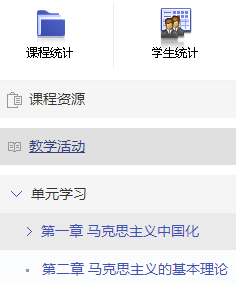 课程统计 学生统计
课程资源
教学活动
单元学习
第一章 马克思主义中国化
第二章 马克思主义的基本理论